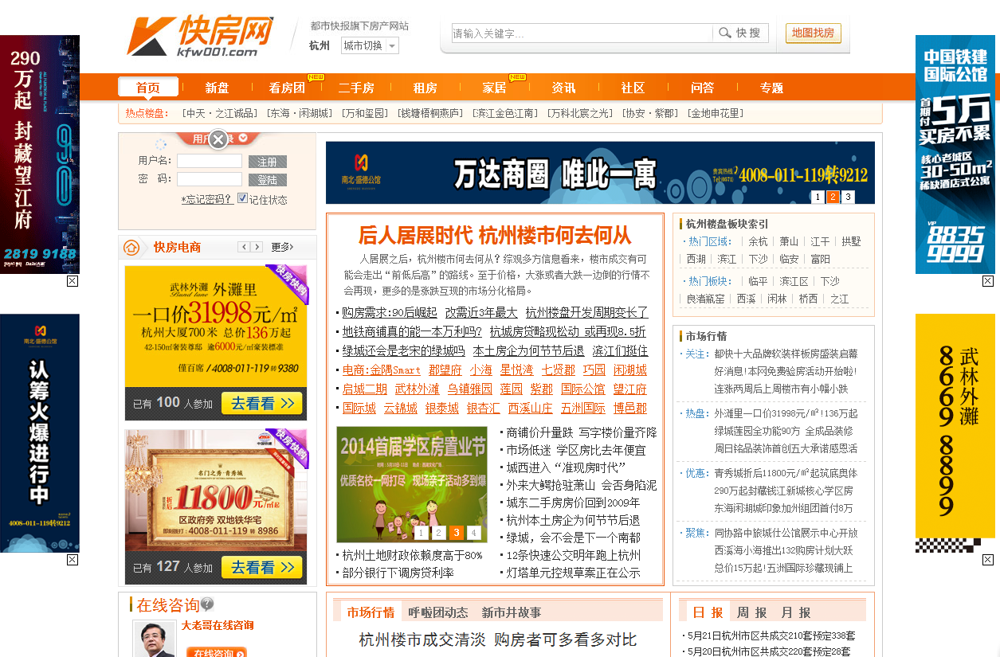 快房网
kfw001.com
都市快报旗下房产网站
杭州 城市切换
请输入关键字...
快 搜
地图找房
首页 新盘 看房团 NEW 二手房 租房 家居 NEW 资讯 社区 问答 专题
热点楼盘： [中天·之江诚品] [东海·闲湖城] [万和玺园] [钱塘梧桐燕庐] [滨江金色江南] [万科北宸之光] [协安·紫郡] [金地申花里]
290
万起
封藏望江府
2819 9188
南北·盛德公馆
认筹火爆进行中
4008-011-119转9212
用户名：
注册
密 码：
登陆
*忘记密码？ 记住状态
快房电商
更多
快房快购
武林外滩 外滩里
一口价31998元/㎡
杭州大厦700米 总价136万起
42-150㎡奢装尊邸 逾6000元/㎡豪装标准
懂百席 / 4008-011-119 转 9380
已有 100 人参加
去看看 >>
快房快购
名门之秀·青秀城
折后11800元/㎡起
区政府旁 双地铁华宅
即刻拨打：4008-011-119 转 8986
已有 127 人参加
去看看 >>
在线咨询
大老哥在线咨询
在线咨询
南北·盛德公馆
万达商圈 唯此一寓
贵宾热线
Tel(0571)
4008-011-119转9212
1 2 3
后人居展时代 杭州楼市何去何从
人居展之后，杭州楼市何去何从？综观多方信息看来，楼市成交有可
能会走出“前低后高”的路线。至于价格，大涨或者大跌一边倒的行情不
会再现，更多的是涨跌互现的市场分化格局。
购房需求:90后崛起 改需近3年最大 杭州楼盘开发周期变长了
地铁商铺真的能一本万利吗? 杭城房贷略现松动 或再现8.5折
绿城还会是老宋的绿城吗 本土房企为何节节后退 滨江们挺住
电商:金隅Smart 郡望府 小海 星悦湾 七贤郡 巧园 闲湖城
启城二期 武林外滩 乌镇雅园 莲园 紫郡 国际公馆 望江府
国际城 云锦城 银泰城 银杏汇 西溪山庄 五洲国际 博邑郡
2014首届学区房置业节
优质名校一网打尽 现场亲子活动多到爆
1 2 3 4
商铺价升量跌 写字楼价量齐降
市场低迷 学区房比去年便宜
城西进入“准现房时代”
外来大鳄抢驻萧山 会否身陷泥
城东二手房房价回到2009年
杭州本土房企为何节节后退
绿城，会不会是下一个南都
杭州土地财政依赖度高于80%
12条快速公交明年跑上杭州
部分银行下调房贷利率
灯塔单元控规草案正在公示
市场行情 呼啦团动态 新市井故事
杭州楼市成交清淡 购房者可多看多对比
杭州楼盘板块索引
·热门区域： 余杭 萧山 江干 拱墅
西湖 滨江 下沙 临安 富阳
·热门板块： 临平 滨江区 下沙
良渚瓶窑 西溪 闲林 桥西 之江
市场行情
·关注： 都快十大品牌软装样板房盛装启幕
好消息!本网免费验房活动开始啦!
连涨两周后上周楼市有小幅小跌
·热盘： 外滩里一口价31998元/㎡!136万起
绿城莲园全功能90方 全成品装修
周日铭品装饰首创五大承诺感恩活
·优惠： 青秀城折后11800元/㎡起筑底奥体
290万起封藏钱江新城核心学区房
东海闲湖城印象加州组团首付8万
·聚焦： 同协路中旅城仕公馆展示中心开放
西溪海小海推出132购房计划大跃
总价15万起!五洲国际珍藏现铺上
日 报 周 报 月 报
5月21日杭州市区共成交210套预定338套
5月20日杭州市区共成交220套预定28套
中国铁建
国际公馆
首期付5万
买房不累
核心老城区
30-50m²
稀缺酒店式公寓
VIP
8835
9999
武林外滩
8669 8899